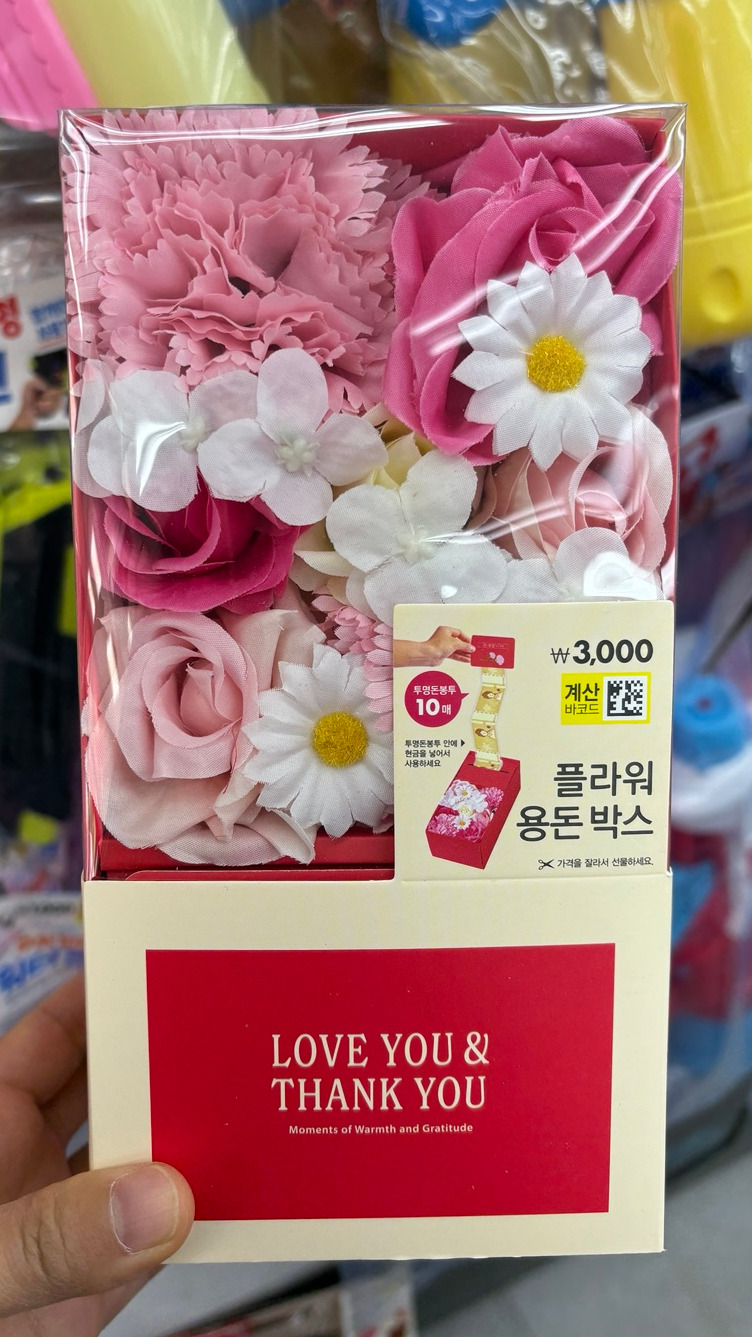 ₩3,000
계산
바코드
투명돈봉투
10매
투명돈봉투 안에
현금을 넣어서
사용하세요
플라워
용돈 박스
가격을 잘라서 선물하세요.
LOVE YOU &
THANK YOU
Moments of Warmth and Gratitude